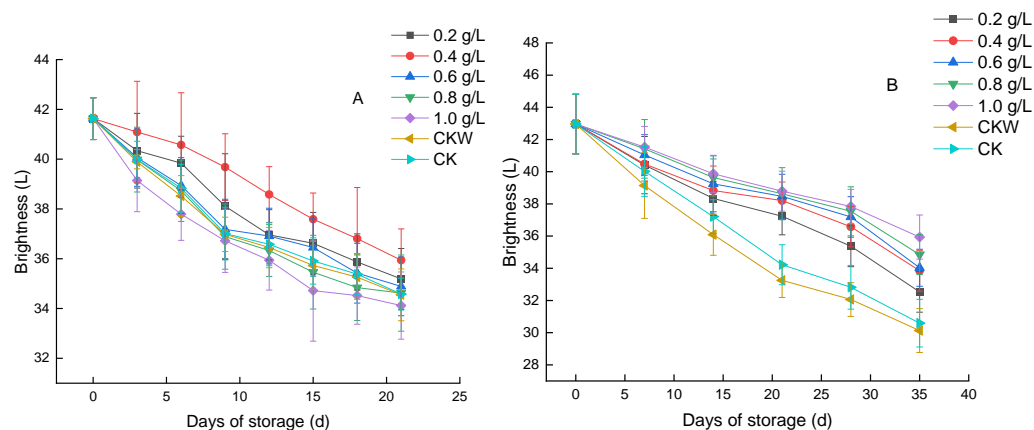 0.2 g/L
0.4 g/L
0.6 g/L
0.8 g/L
1.0 g/L
CKW
CK
A
44
42
40
38
36
34
32
Brightness (L)
0
5
10
15
20
25
Days of storage (d)
0.2 g/L
0.4 g/L
0.6 g/L
0.8 g/L
1.0 g/L
CKW
CK
B
48
46
44
42
40
38
36
34
32
30
28
Brightness (L)
0
5
10
15
20
25
30
35
40
Days of storage (d)